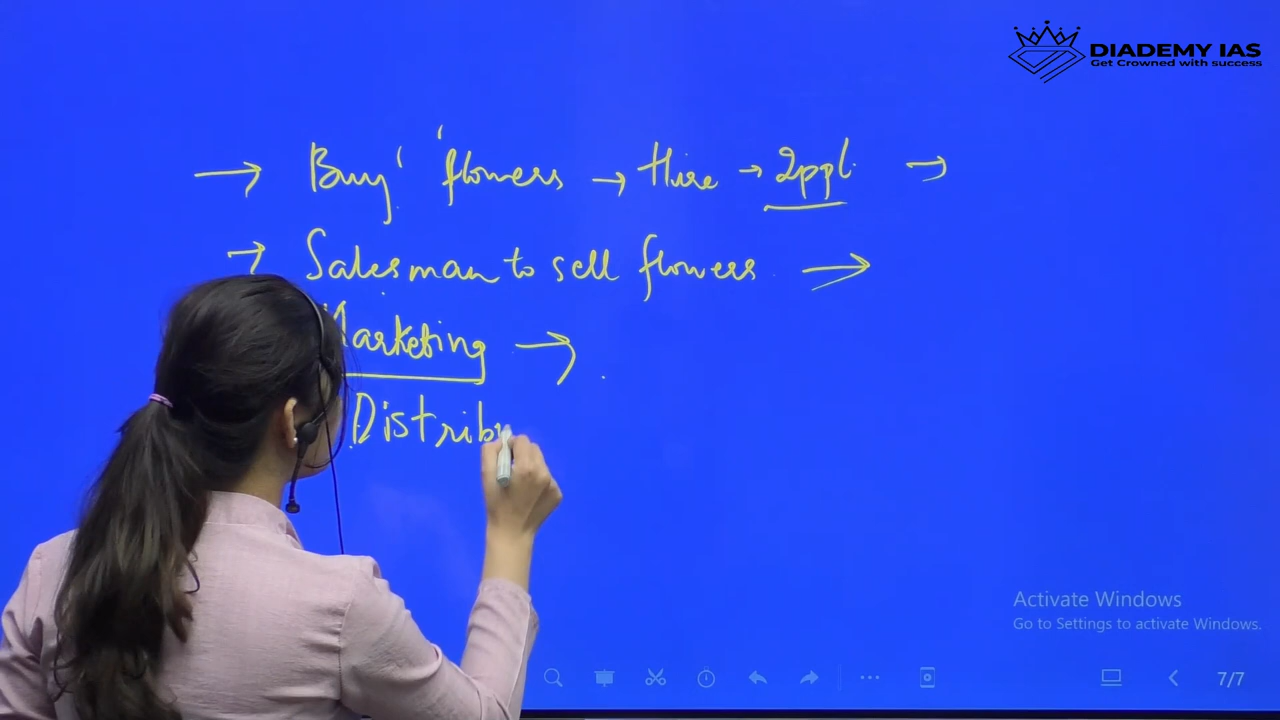 DIADEMY IAS
Get Crowned with success
→ Buy 'flowers → Hire → 2ppl. →
→ Salesman to sell flowers →
Marketing →
Distrib
Activate Windows
Go to Settings to activate Windows.
7/7